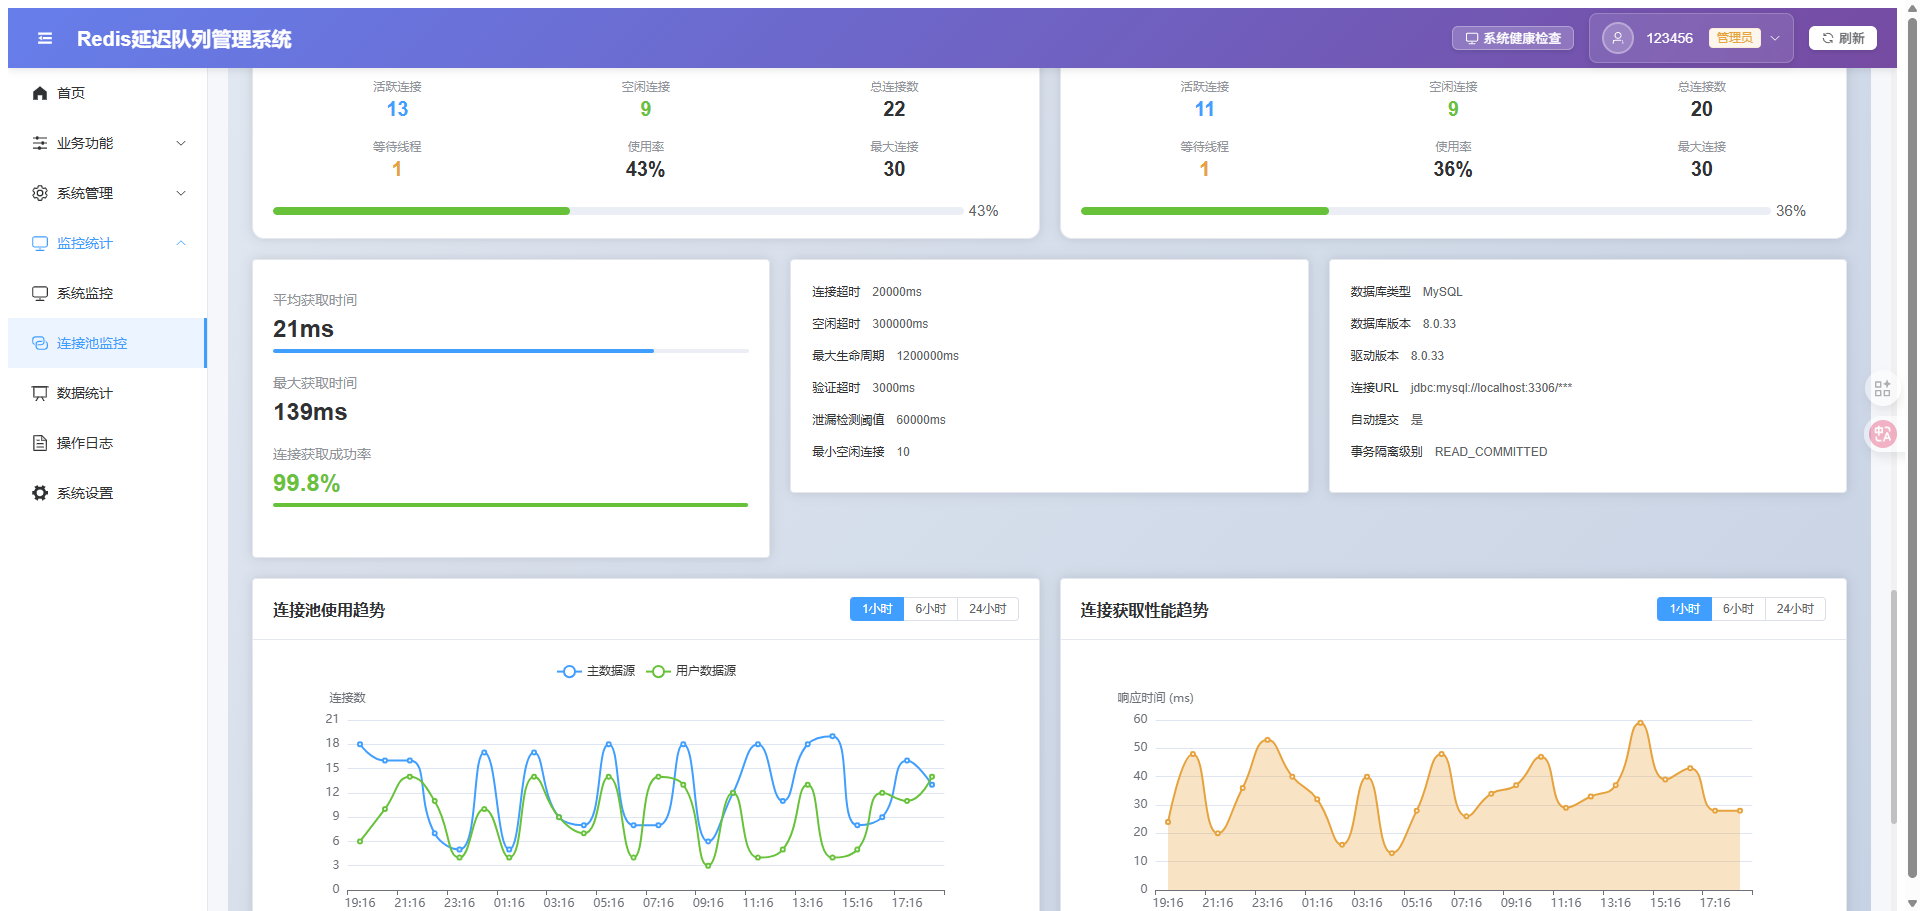 Redis延迟队列管理系统
系统健康检查
123456
管理员
刷新
首页
业务功能
系统管理
监控统计
系统监控
连接池监控
数据统计
操作日志
系统设置
活跃连接
13
空闲连接
9
总连接数
22
等待线程
1
使用率
43%
最大连接
30
43%
活跃连接
11
空闲连接
9
总连接数
20
等待线程
1
使用率
36%
最大连接
30
36%
平均获取时间
21ms
最大获取时间
139ms
连接获取成功率
99.8%
连接超时 20000ms
空闲超时 300000ms
最大生命周期 1200000ms
验证超时 3000ms
泄漏检测阈值 60000ms
最小空闲连接 10
数据库类型 MySQL
数据库版本 8.0.33
驱动版本 8.0.33
连接URL jdbc:mysql://localhost:3306/***
自动提交 是
事务隔离级别 READ_COMMITTED
连接池使用趋势
1小时 6小时 24小时
主数据源 用户数据源
连接数
21
18
15
12
9
6
3
0
19:16 21:16 23:16 01:16 03:16 05:16 07:16 09:16 11:16 13:16 15:16 17:16
连接获取性能趋势
1小时 6小时 24小时
响应时间 (ms)
60
50
40
30
20
10
0
19:16 21:16 23:16 01:16 03:16 05:16 07:16 09:16 11:16 13:16 15:16 17:16
中A